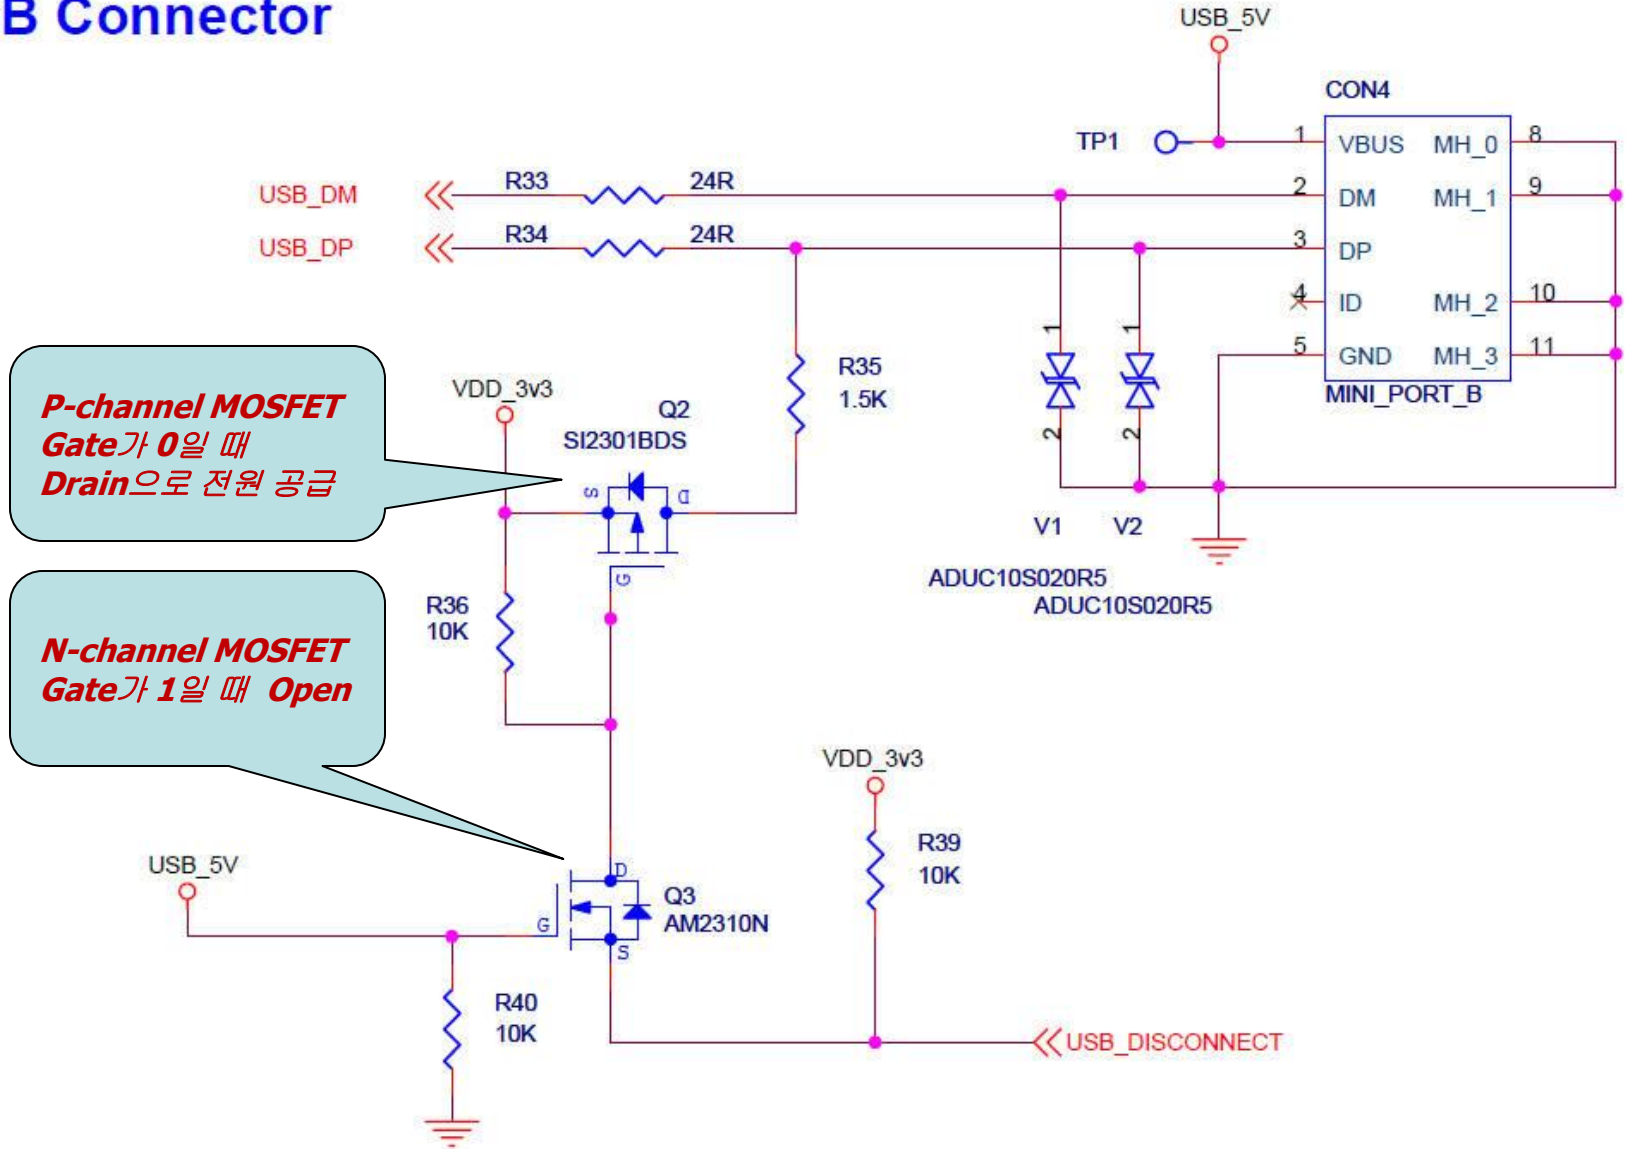 B Connector
USB_5V
CON4
TP1
1 VBUS MH_0 8
2 DM MH_1 9
3 DP
4 ID MH_2 10
5 GND MH_3 11
MINI_PORT_B
USB_DM R33 24R
USB_DP R34 24R
R35
1.5K
1
2
1
2
V1 V2
ADUC10S020R5
ADUC10S020R5
P-channel MOSFET
Gate가 0일 때
Drain으로 전원 공급
VDD_3v3
Q2
SI2301BDS
S
D
G
R36
10K
N-channel MOSFET
Gate가 1일 때 Open
VDD_3v3
R39
10K
USB_5V
D
G
S
Q3
AM2310N
R40
10K
USB_DISCONNECT